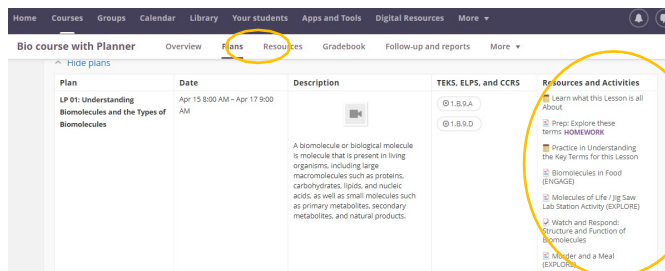 Home Courses Groups Calendar Library Your students Apps and Tools Digital Resources More
Bio course with Planner Overview Plans Resources Gradebook Follow-up and reports More
Hide plans
Plan Date Description TEKS, ELPS, and CCRS Resources and Activities
LP 01: Understanding
Biomolecules and the Types of
Biomolecules
Apr 15 8:00 AM – Apr 17 9:00
AM
A biomolecule or biological molecule
is molecule that is present in living
organisms, including large
macromolecules such as proteins,
carbohydrates, lipids, and nucleic
acids, as well as small molecules such
as primary metabolites, secondary
metabolites, and natural products.
1.B.9.A
1.B.9.D
Learn what this Lesson is all
About
Prep: Explore these
terms HOMEWORK
Practice in Understanding
the Key Terms for this Lesson
Biomolecules in Food
(ENGAGE)
Molecules of Life / Jig Saw
Lab Station Activity (EXPLORE)
Watch and Respond:
Structure and Function of
Biomolecules
Murder and a Meal
(EXPLORE)